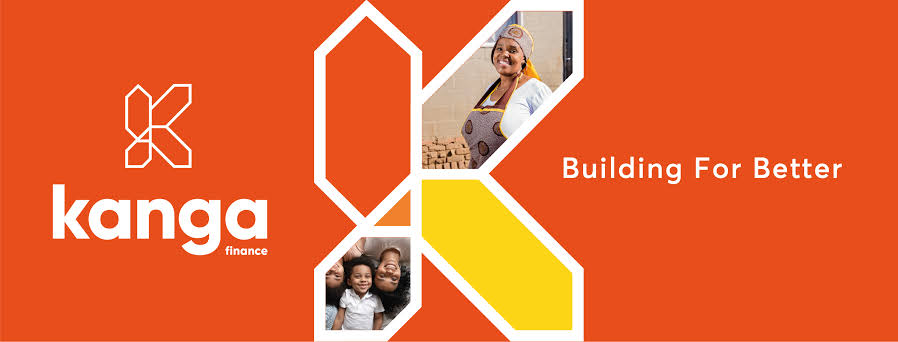 kanga
finance
Building For Better